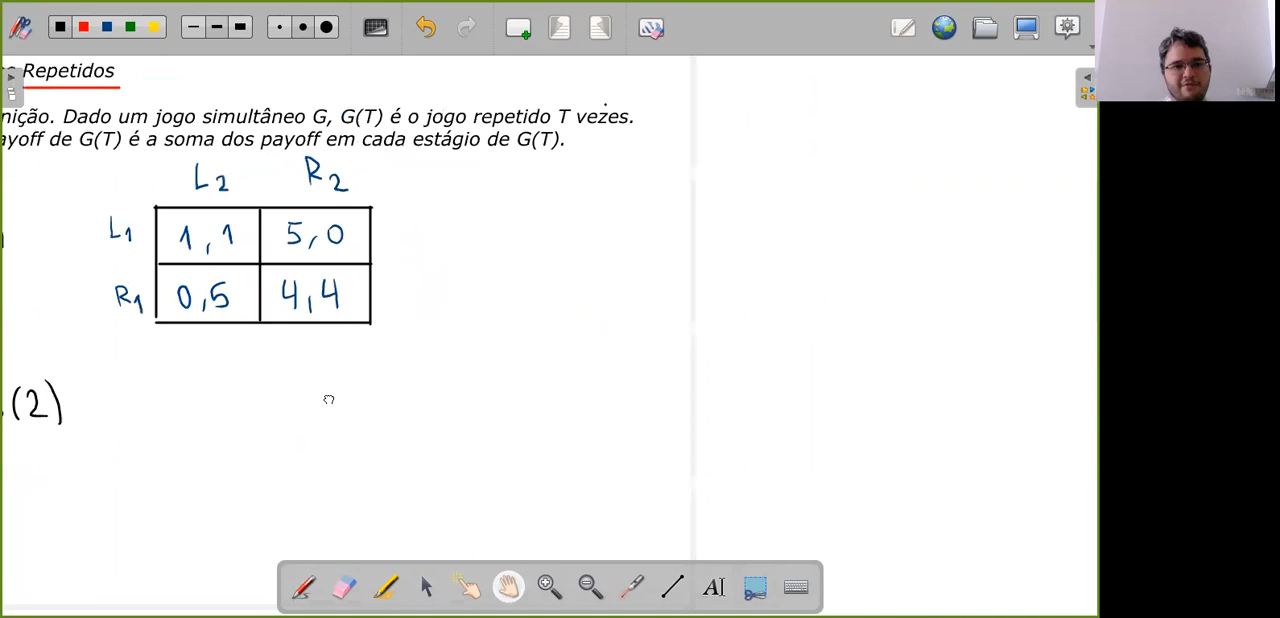 Repetidos
nição. Dado um jogo simultâneo G, G(T) é o jogo repetido T vezes.
ayoff de G(T) é a soma dos payoff em cada estágio de G(T).
L2 R2
L1 1,1 5,0
R1 0,5 4,4
(2)
AI